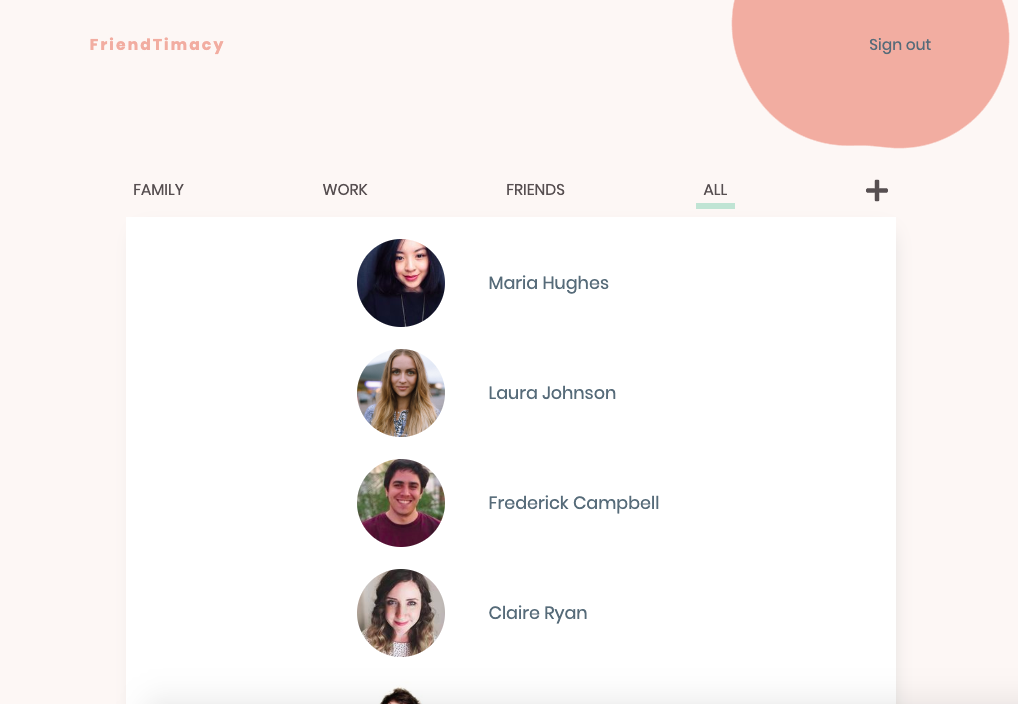 FriendTimacy
Sign out
FAMILY WORK FRIENDS ALL
Maria Hughes
Laura Johnson
Frederick Campbell
Claire Ryan